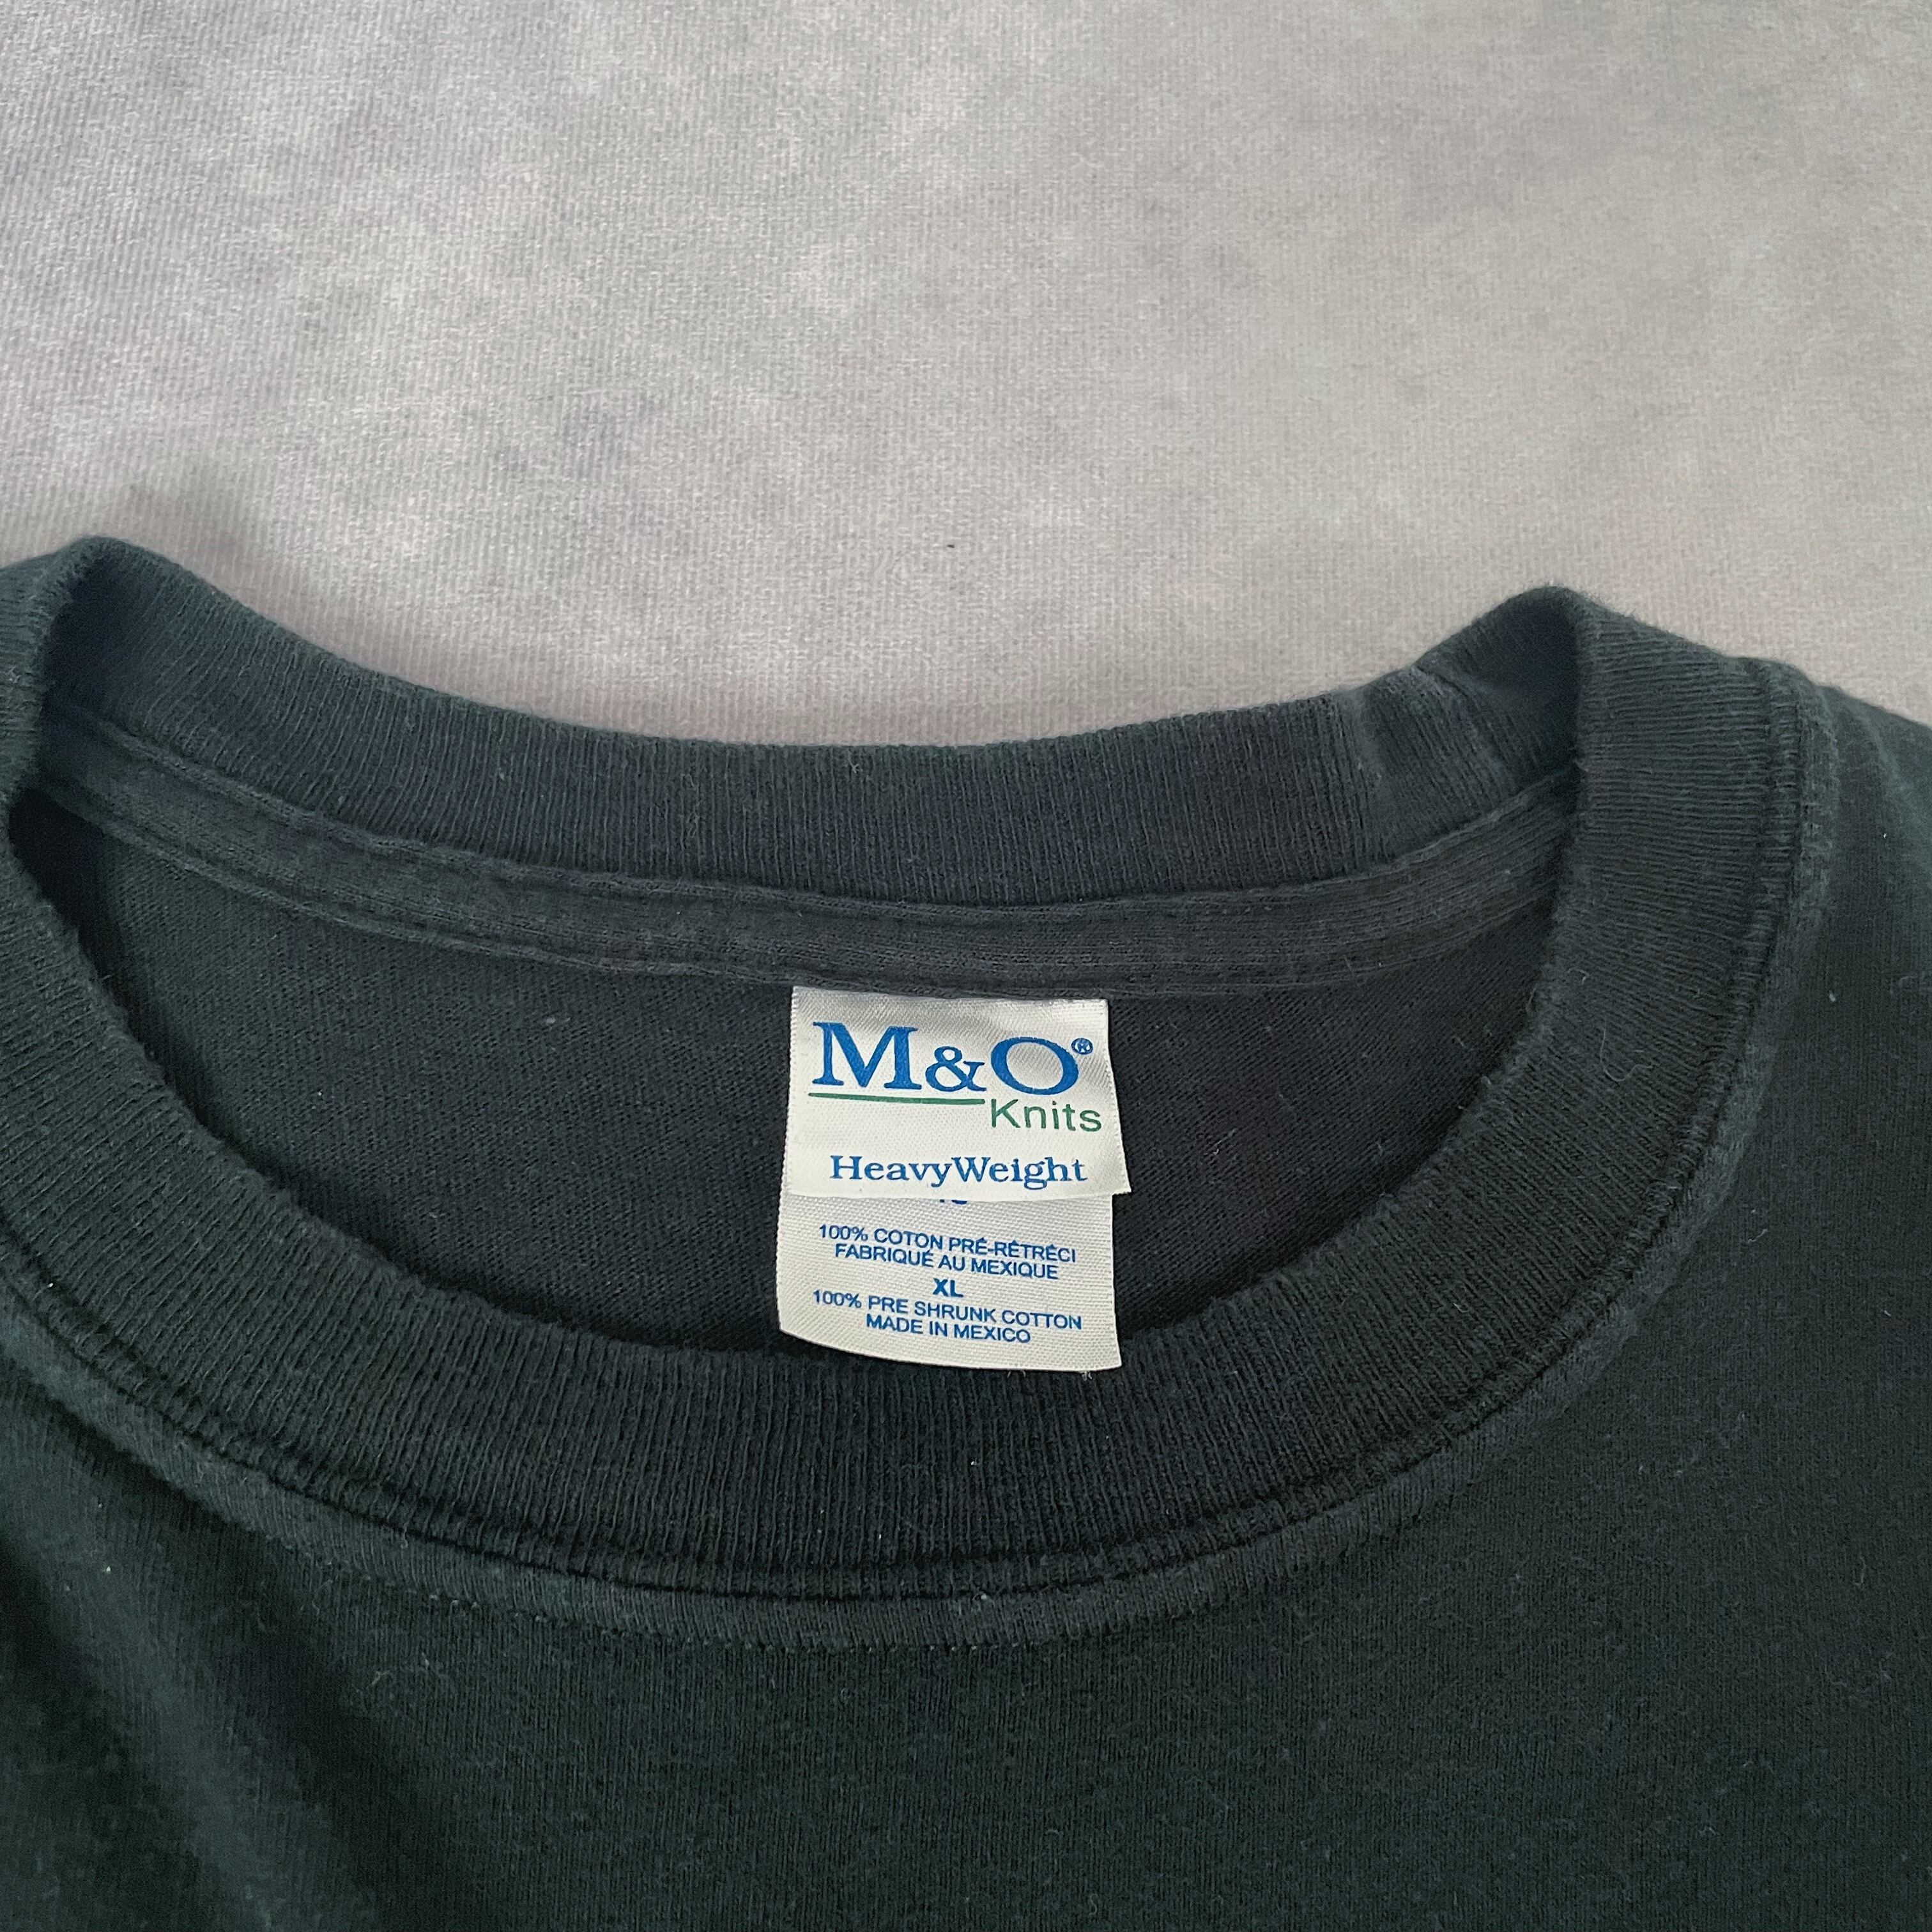 M&O®
Knits
HeavyWeight
100% COTON PRÉ-RÉTRÉCI
FABRIQUÉ AU MEXIQUE
XL
100% PRE SHRUNK COTTON
MADE IN MEXICO